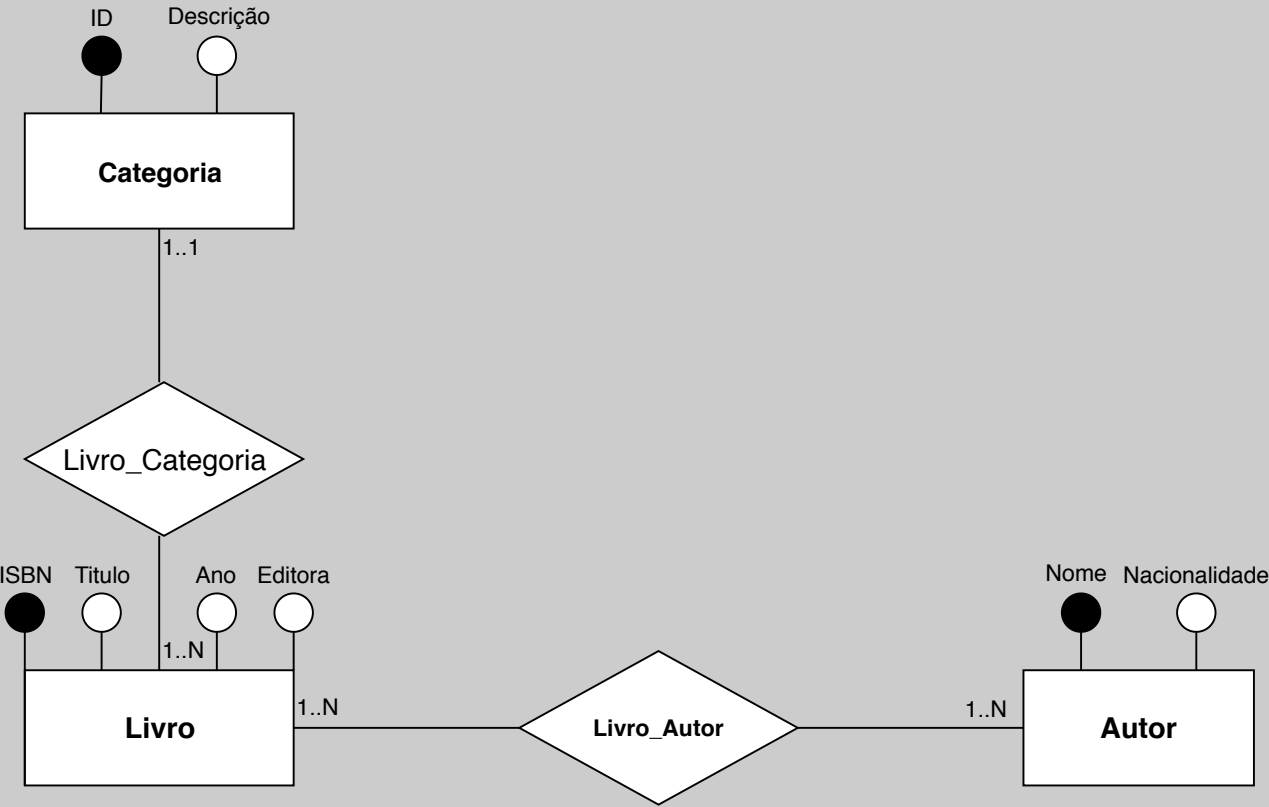 ID
Descrição
Categoria
1..1
Livro_Categoria
ISBN
Titulo
Ano
Editora
1..N
Livro
1..N
Livro_Autor
1..N
Nome
Nacionalidade
Autor